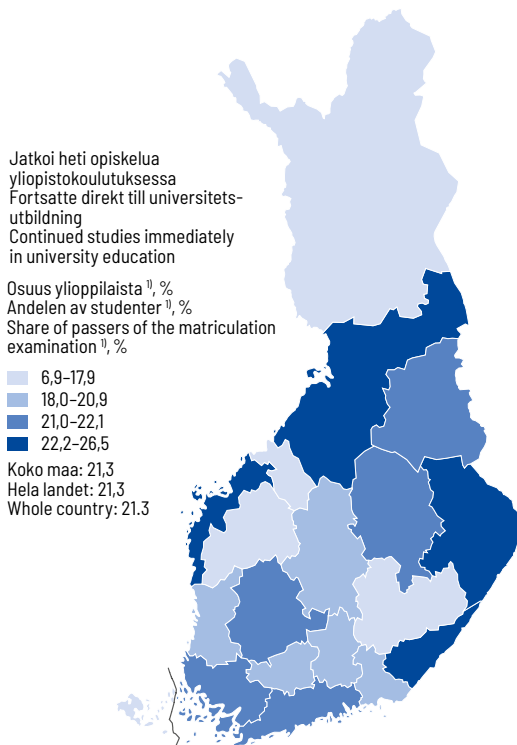 Jatkoi heti opiskelua
yliopistokoulutuksessa
Fortsatte direkt till universitets-
utbildning
Continued studies immediately
in university education
Osuus ylioppilaista ¹⁾, %
Andelen av studenter ¹⁾, %
Share of passers of the matriculation
examination ¹⁾, %
6,9–17,9
18,0–20,9
21,0–22,1
22,2–26,5
Koko maa: 21,3
Hela landet: 21,3
Whole country: 21.3